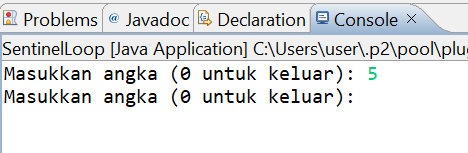 Problems @ Javadoc Declaration Console
SentinelLoop [Java Application] C:\Users\user\.p2\pool\plug
Masukkan angka (0 untuk keluar): 5
Masukkan angka (0 untuk keluar):